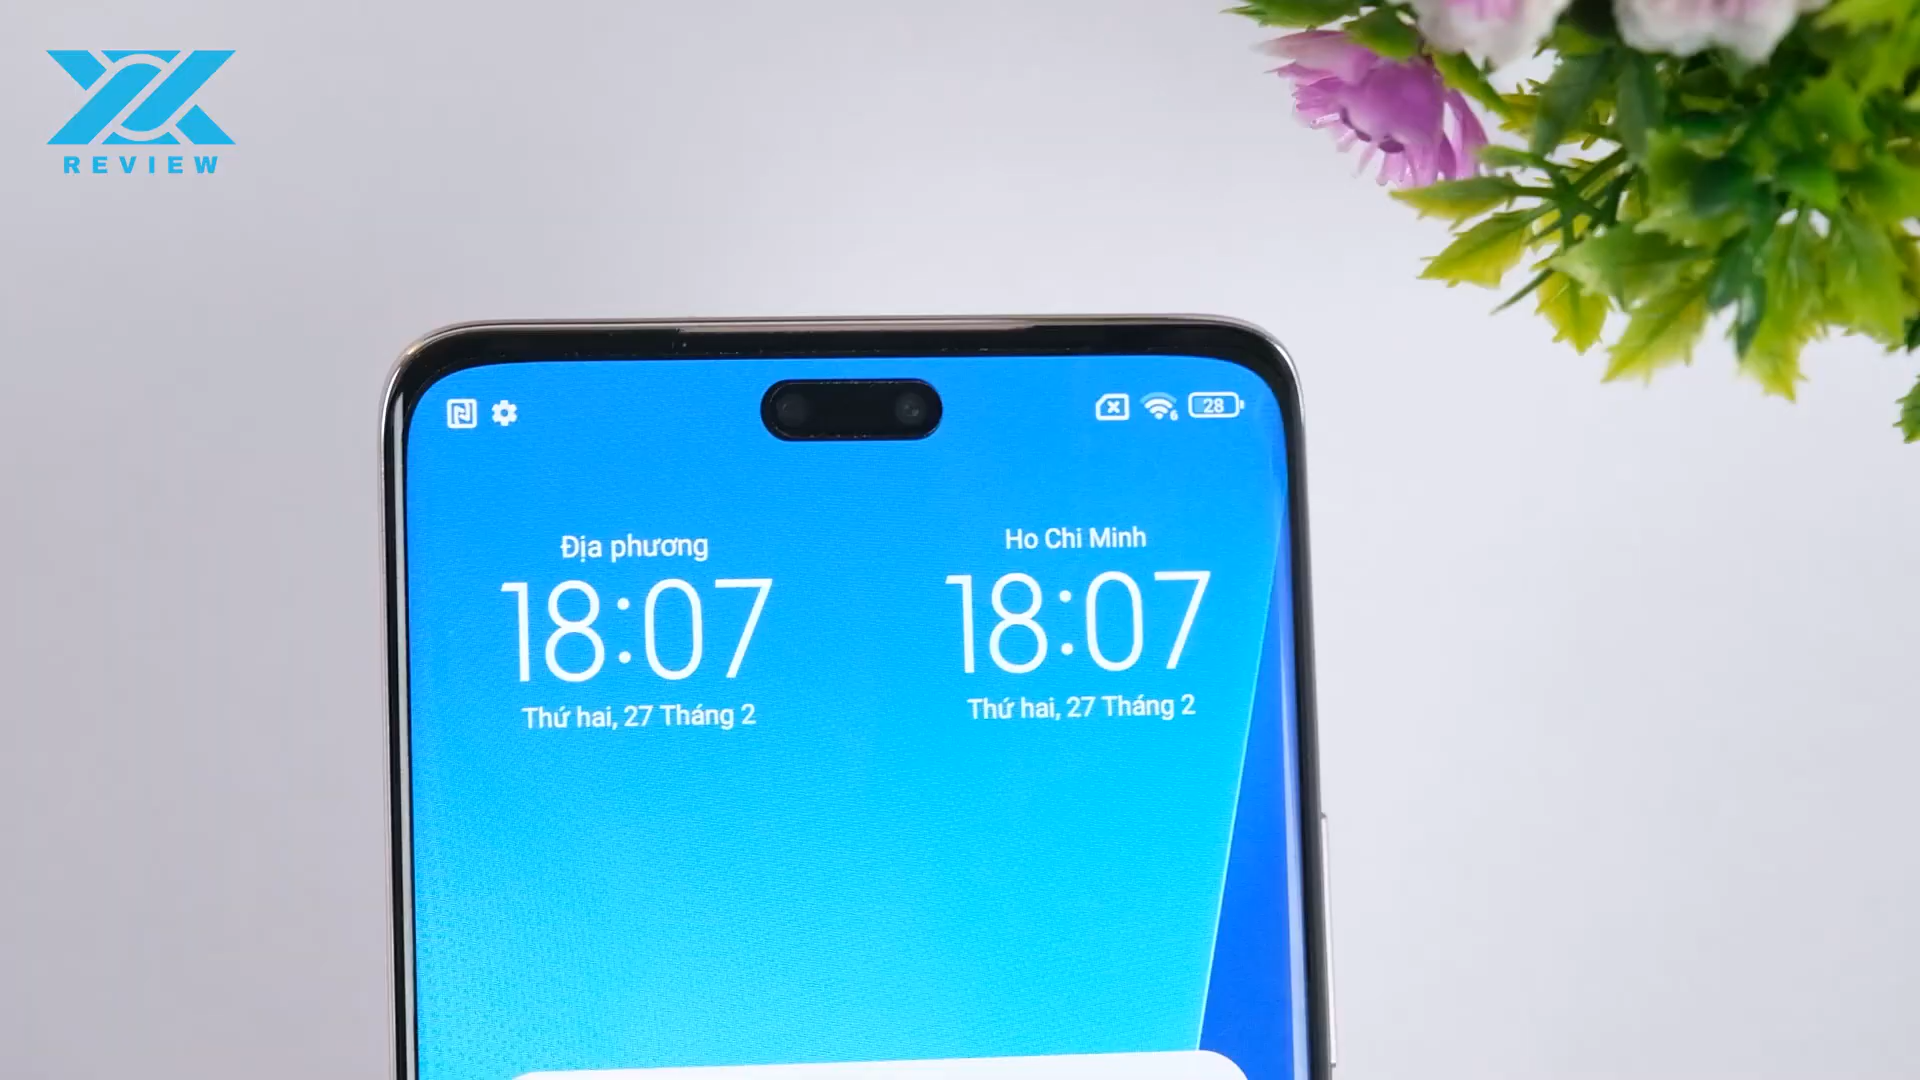 REVIEW
6
28
Địa phương
Ho Chi Minh
18:07
18:07
Thứ hai, 27 Tháng 2
Thứ hai, 27 Tháng 2